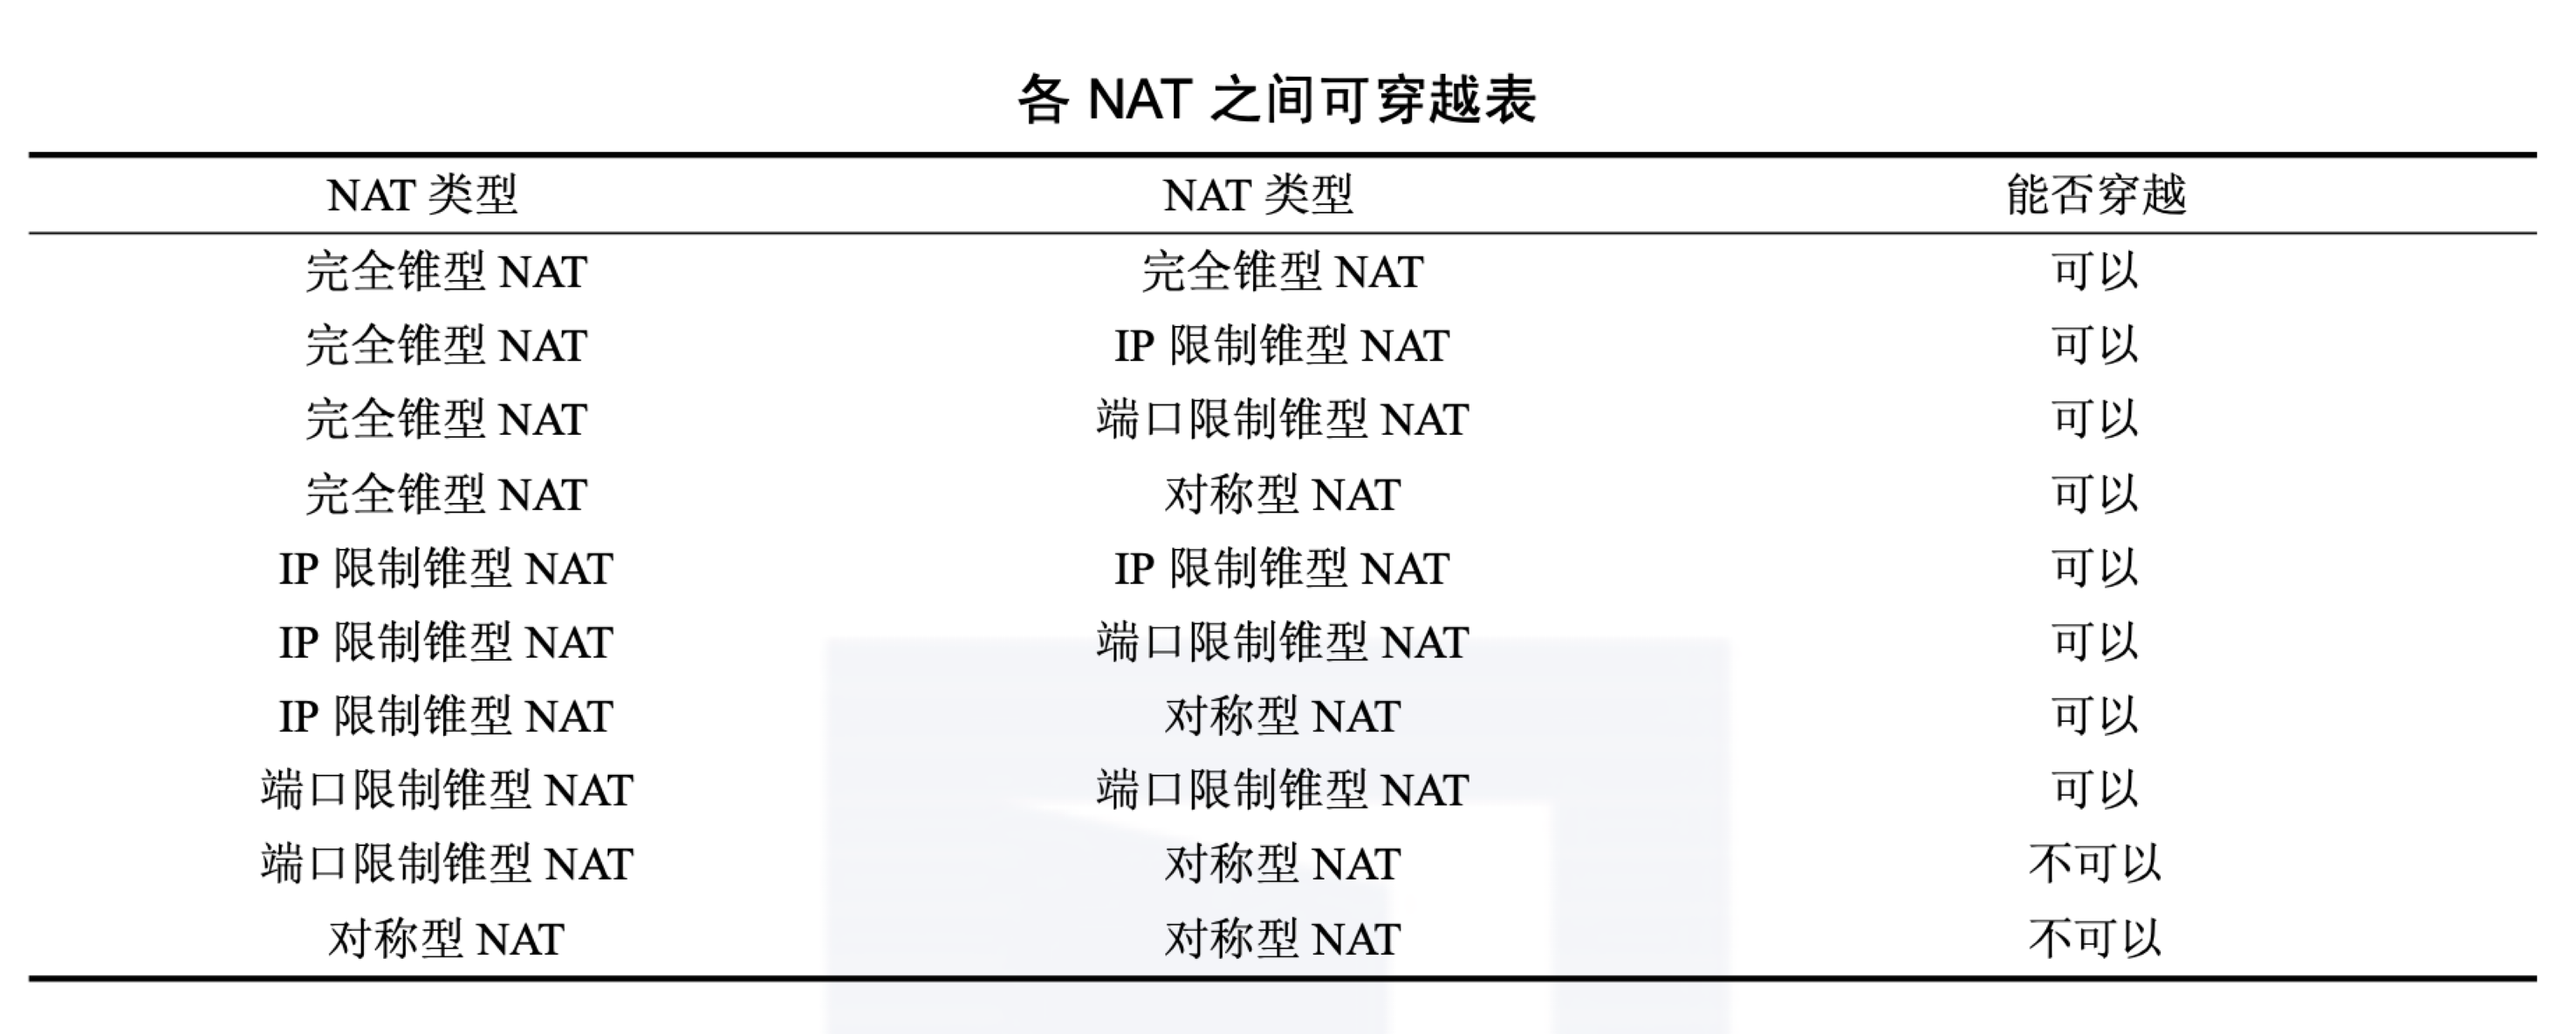 各 NAT 之间可穿越表
NAT 类型 NAT 类型 能否穿越
完全锥型 NAT 完全锥型 NAT 可以
完全锥型 NAT IP 限制锥型 NAT 可以
完全锥型 NAT 端口限制锥型 NAT 可以
完全锥型 NAT 对称型 NAT 可以
IP 限制锥型 NAT IP 限制锥型 NAT 可以
IP 限制锥型 NAT 端口限制锥型 NAT 可以
IP 限制锥型 NAT 对称型 NAT 可以
端口限制锥型 NAT 端口限制锥型 NAT 可以
端口限制锥型 NAT 对称型 NAT 不可以
对称型 NAT 对称型 NAT 不可以